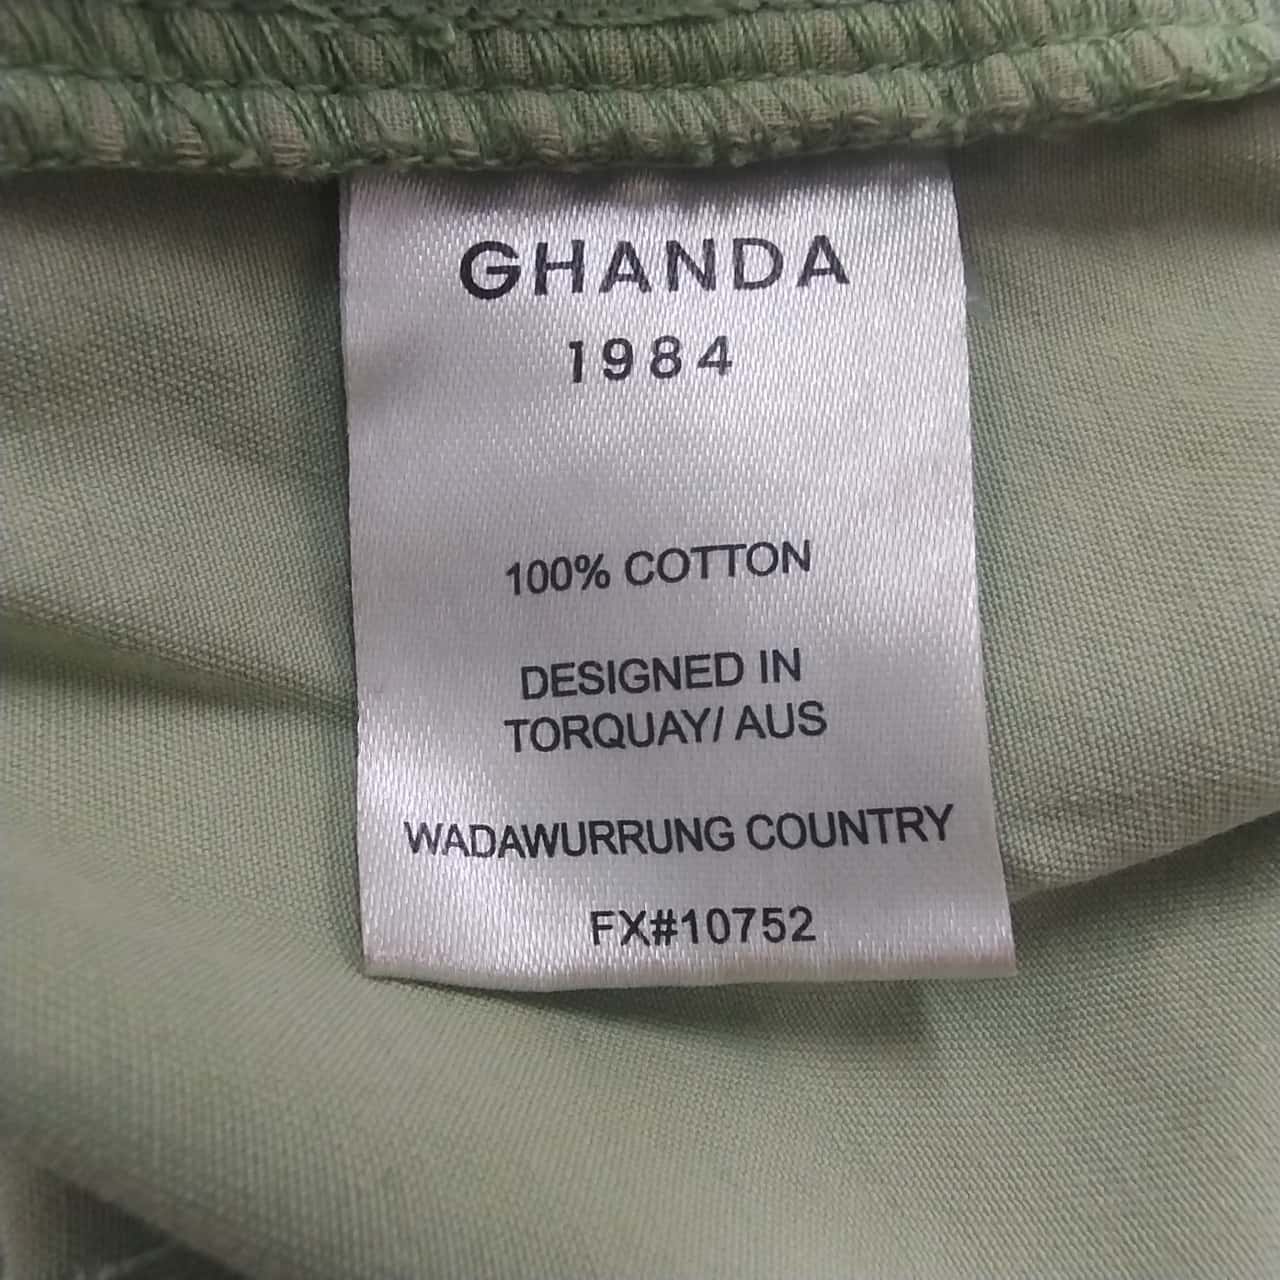 GHANDA
1984
100% COTTON
DESIGNED IN
TORQUAY/ AUS
WADAWURRUNG COUNTRY
FX#10752